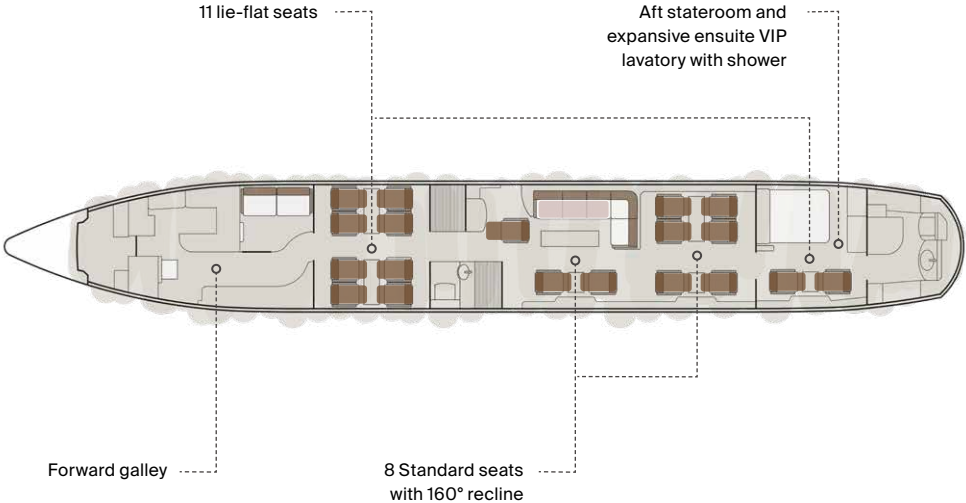 11 lie-flat seats
Aft stateroom and
expansive ensuite VIP
lavatory with shower
Forward galley
8 Standard seats
with 160° recline